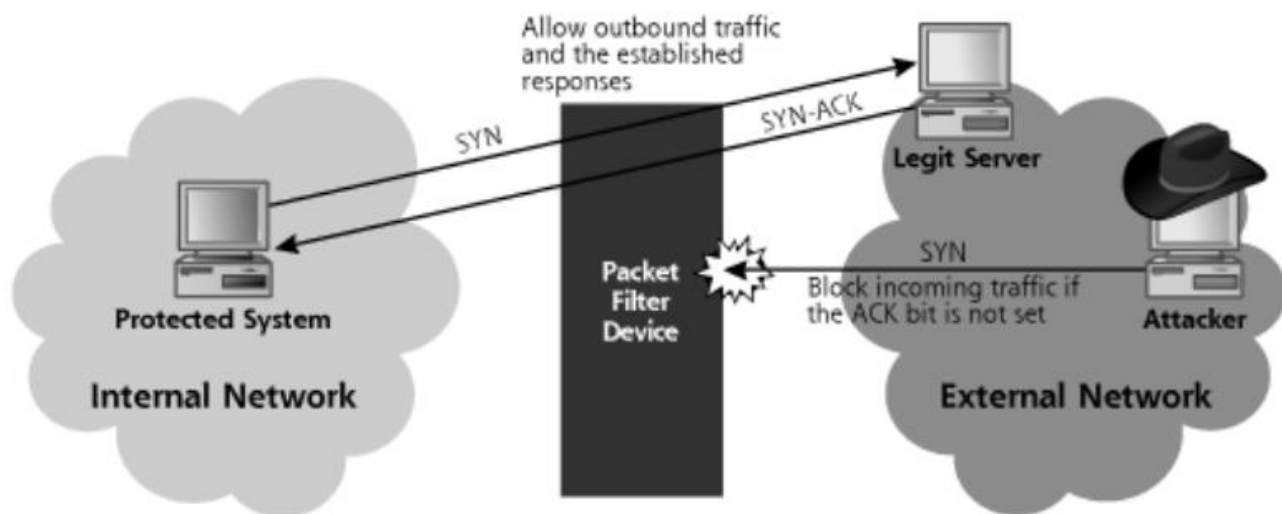 Allow outbound traffic
and the established
responses
SYN
SYN-ACK
Legit Server
SYN
Block incoming traffic if
the ACK bit is not set
Packet
Filter
Device
Protected System
Attacker
Internal Network
External Network